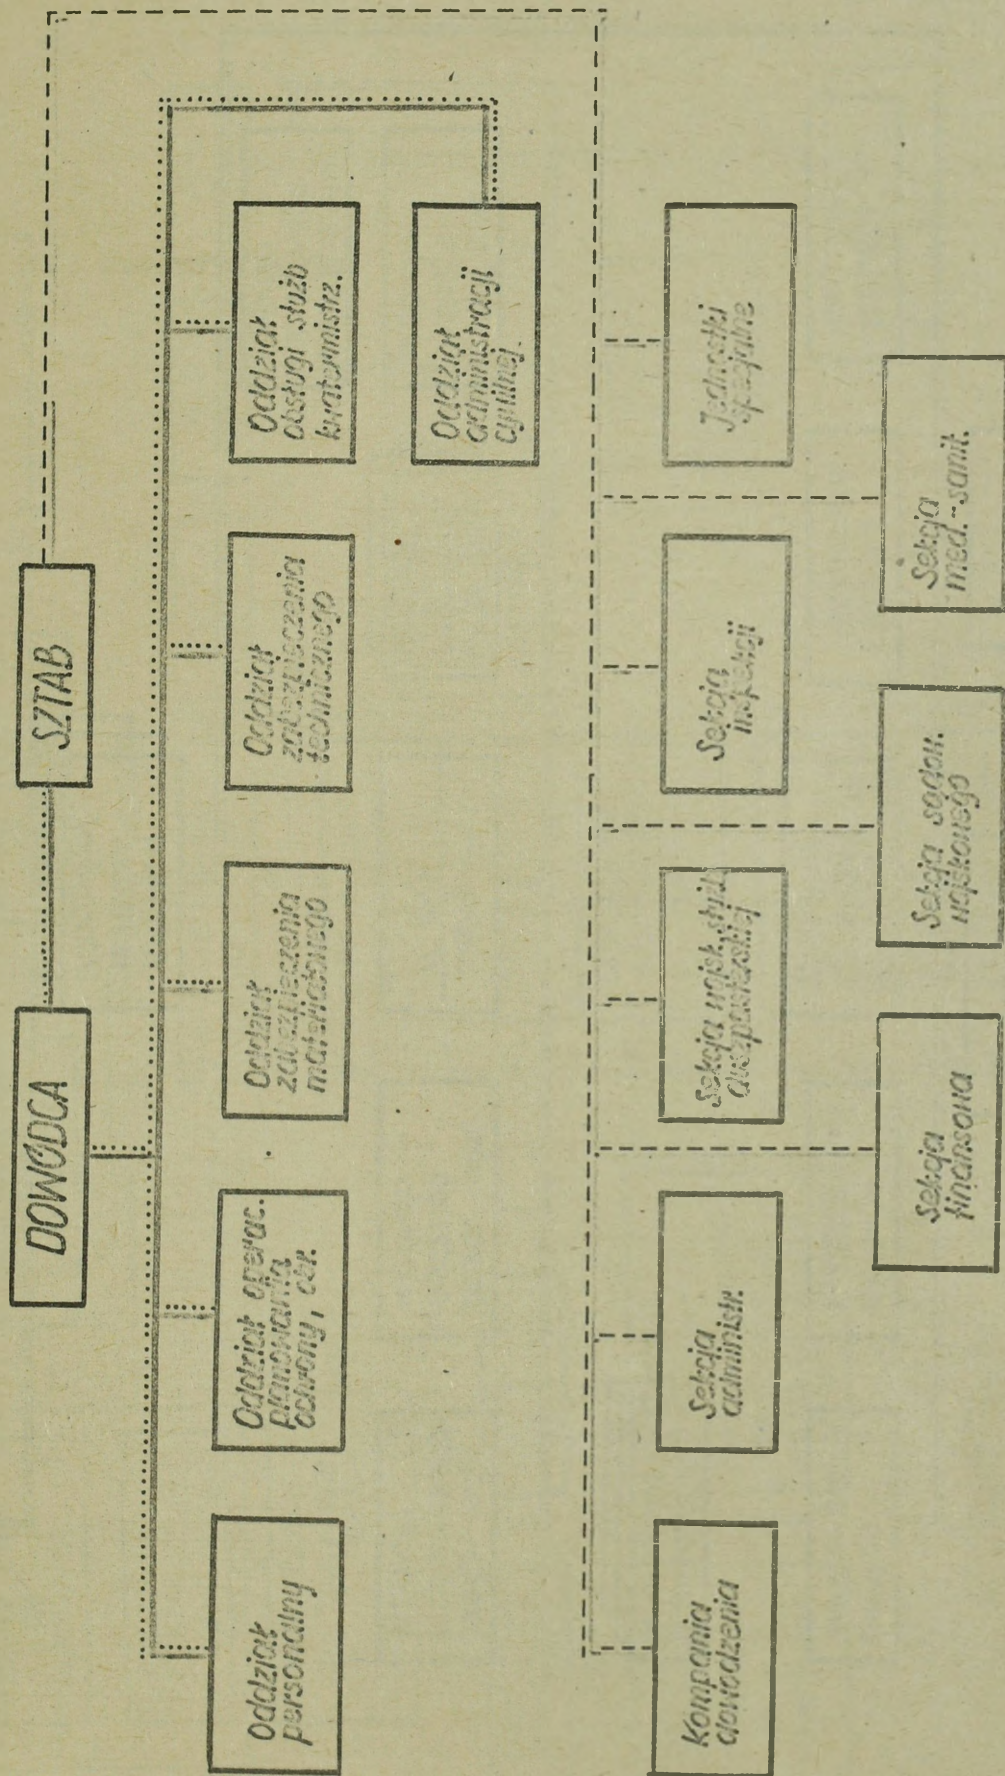 DOWÓDCA
SZTAB
Oddział
personalny
Oddział operac.
planowania
ochrony, obr.
Oddział
zabezpieczenia
materiałowego
Oddział
zabezpieczenia
technicznego
Oddział
obsługi służb
kwatermistrz.
Oddział
administracji
cywilnej.
Kompania
dowodzenia
Sekcja
administr.
Sekcja wojsk. służb
duszpasterskiej
Sekcja
inspekcji
Jednostki
specjalne
Sekcja
finansowa
Sekcja sądow.
wojskowego
Sekcja
med.-sanit.